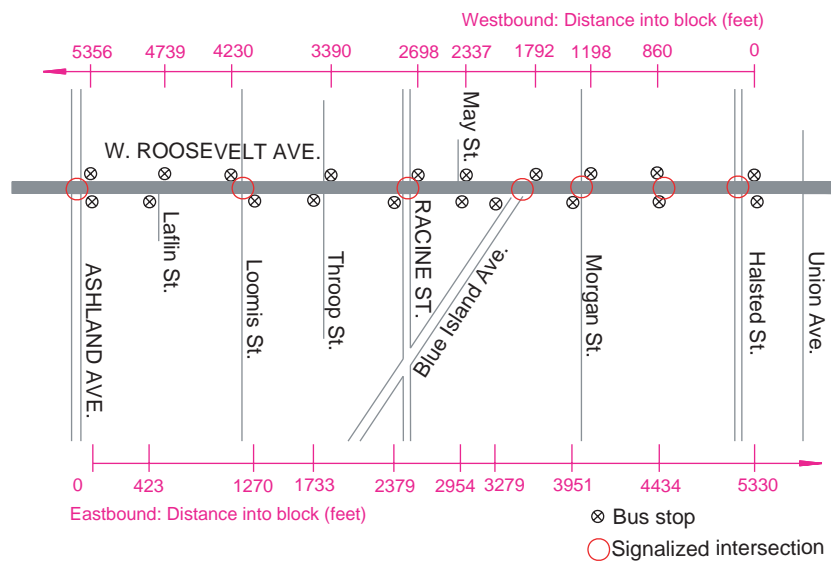 Westbound: Distance into block (feet)
5356 4739 4230 3390 2698 2337 1792 1198 860 0
May St.
W. ROOSEVELT AVE.
Laflin St.
RACINE ST.
ASHLAND AVE.
Loomis St.
Throop St.
Blue Island Ave.
Morgan St.
Halsted St.
Union Ave.
0 423 1270 1733 2379 2954 3279 3951 4434 5330
Eastbound: Distance into block (feet)
Bus stop
Signalized intersection